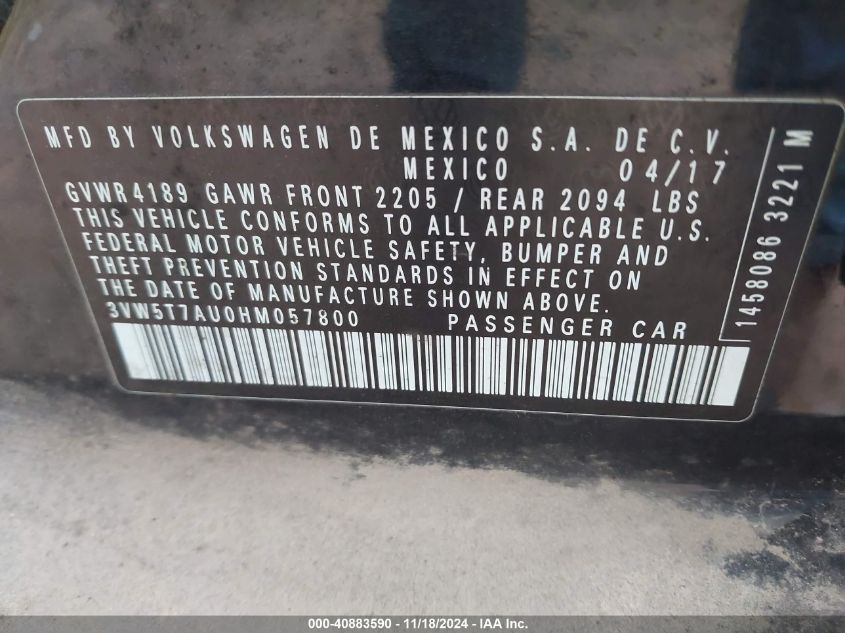 MFD BY VOLKSWAGEN DE MEXICO S.A. DE C.V.
MEXICO 04/17
GVWR4189 GAWR FRONT 2205 / REAR 2094 LBS
THIS VEHICLE CONFORMS TO ALL APPLICABLE U.S.
FEDERAL MOTOR VEHICLE SAFETY, BUMPER AND
THEFT PREVENTION STANDARDS IN EFFECT ON
THE DATE OF MANUFACTURE SHOWN ABOVE.
3VW5T7AU0HM057800 PASSENGER CAR
1458086 3221 M
000-40883590 - 11/18/2024 - IAA Inc.